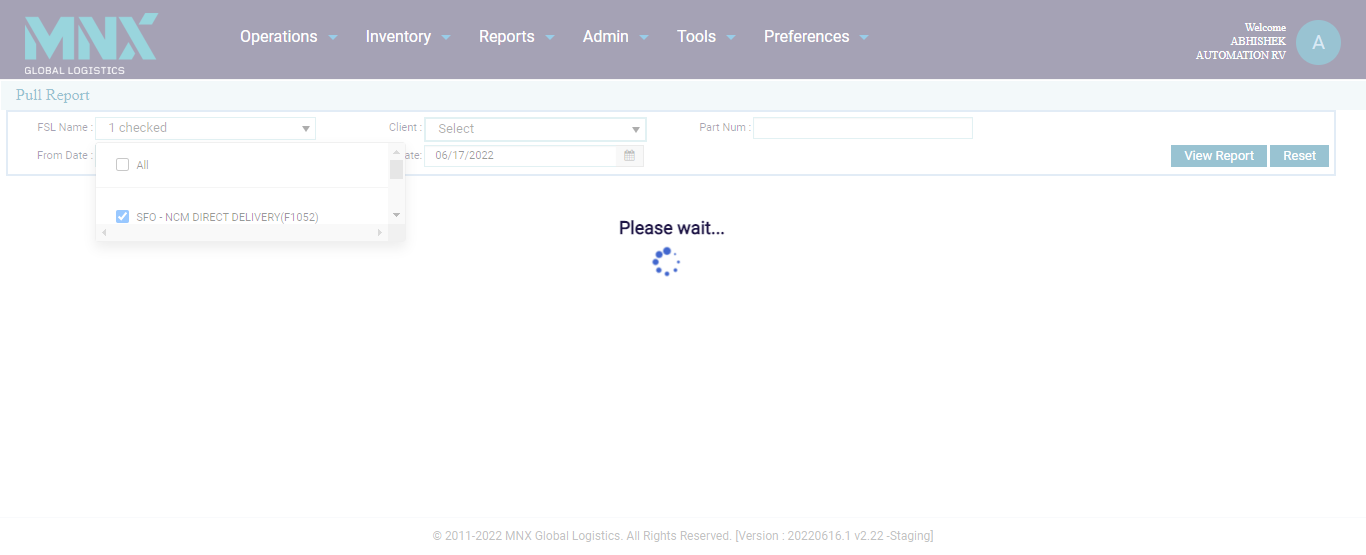 MNX
GLOBAL LOGISTICS
Operations Inventory Reports Admin Tools Preferences
Welcome
ABHISHEK
AUTOMATION RV
A
Pull Report
FSL Name : 1 checked Client : Select Part Num :
From Date : ate: 06/17/2022 View Report Reset
All
SFO - NCM DIRECT DELIVERY(F1052)
Please wait...
© 2011-2022 MNX Global Logistics. All Rights Reserved. [Version : 20220616.1 v2.22 -Staging]